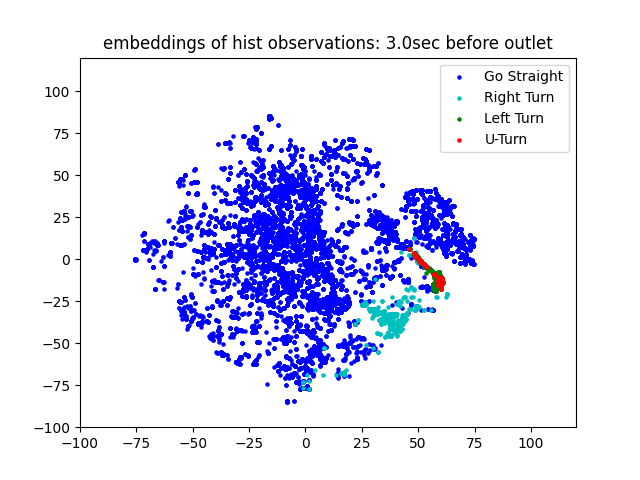 embeddings of hist observations: 3.0sec before outlet
Go Straight
Right Turn
Left Turn
U-Turn
100
75
50
25
0
−25
−50
−75
−100
−100 −75 −50 −25 0 25 50 75 100